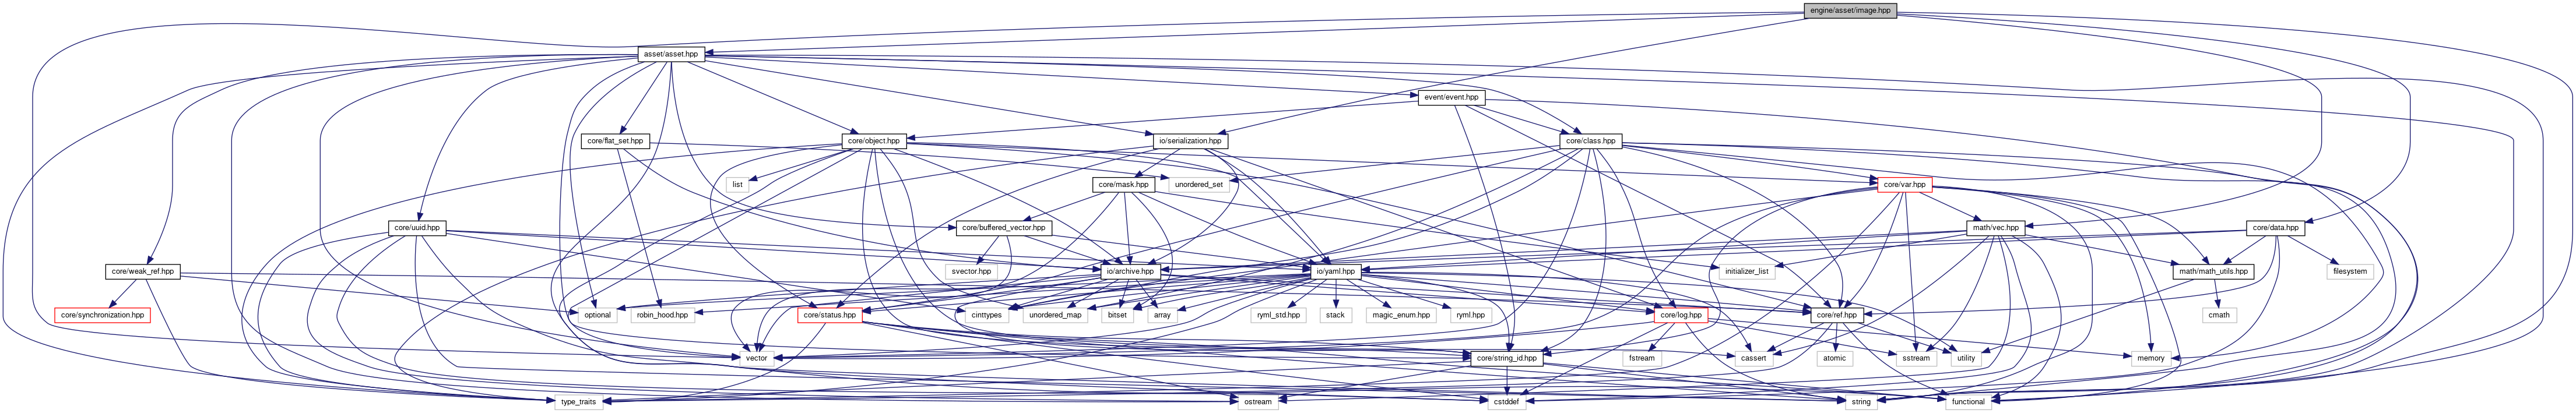 engine/asset/image.hpp
asset/asset.hpp
event/event.hpp
core/flat_set.hpp
core/object.hpp
io/serialization.hpp
core/class.hpp
list
core/mask.hpp
unordered_set
core/var.hpp
core/uuid.hpp
core/buffered_vector.hpp
math/vec.hpp
core/data.hpp
core/weak_ref.hpp
svector.hpp
io/archive.hpp
io/yaml.hpp
initializer_list
math/math_utils.hpp
filesystem
core/synchronization.hpp
optional
robin_hood.hpp
core/status.hpp
cinttypes
unordered_map
bitset
array
ryml_std.hpp
stack
magic_enum.hpp
ryml.hpp
core/log.hpp
core/ref.hpp
cmath
vector
core/string_id.hpp
fstream
cassert
atomic
sstream
utility
memory
type_traits
ostream
cstddef
string
functional